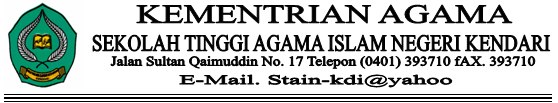 KEMENTRIAN AGAMA
SEKOLAH TINGGI AGAMA ISLAM NEGERI KENDARI
Jalan Sultan Qaimuddin No. 17 Telepon (0401) 393710 fAX. 393710
E-Mail. Stain-kdi@yahoo